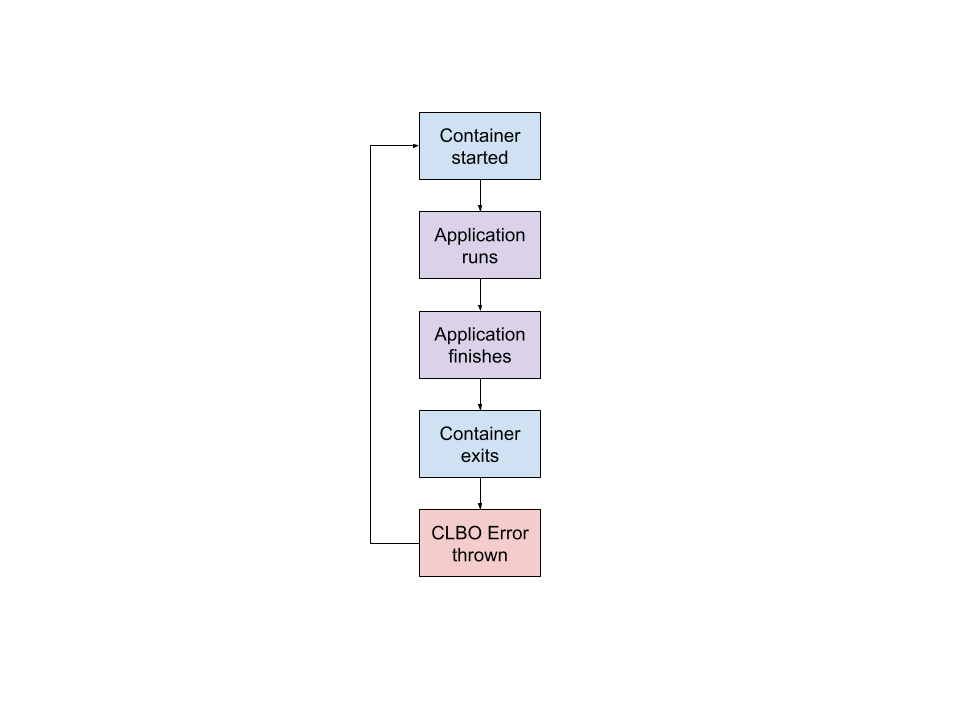 Container
started
Application
runs
Application
finishes
Container
exits
CLBO Error
thrown